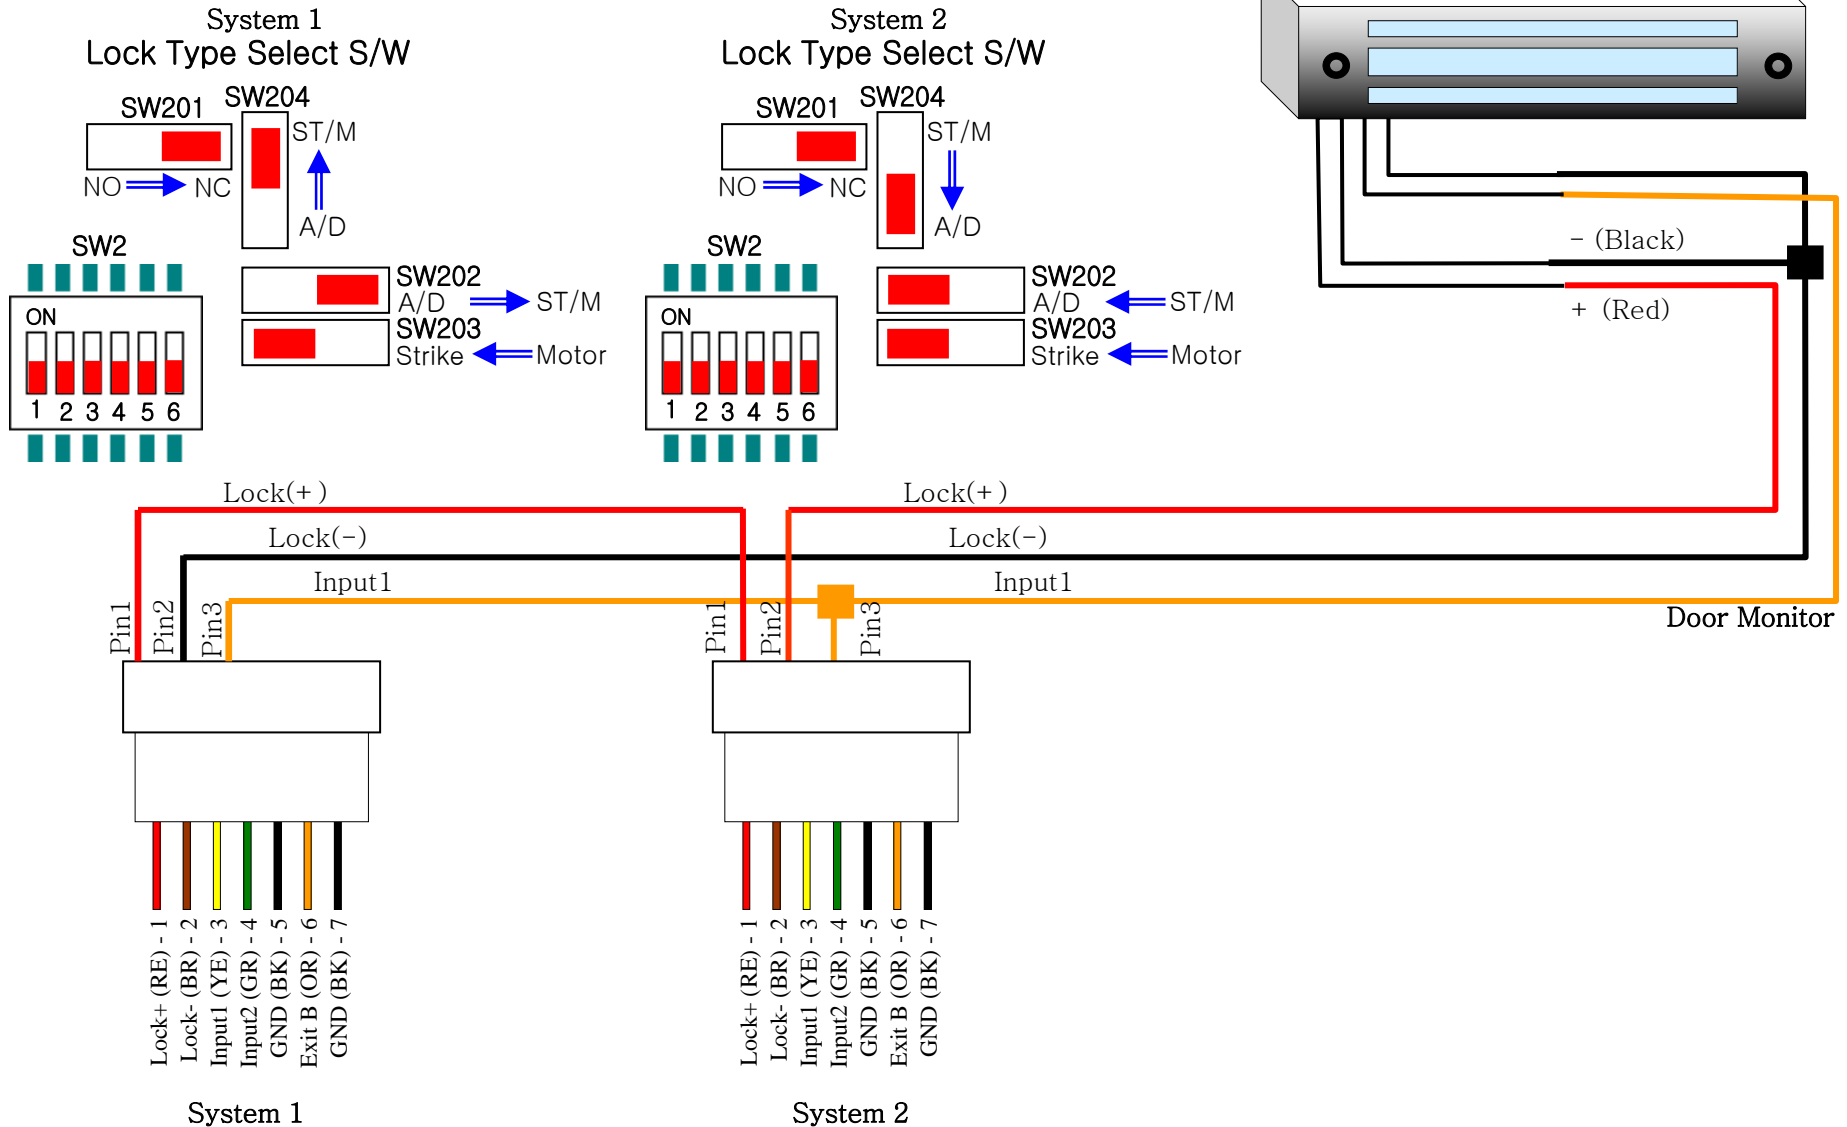 System 1
Lock Type Select S/W
SW201
SW204
ST/M
NO
NC
A/D
SW2
SW202
A/D
ST/M
SW203
Strike
Motor
ON
1 2 3 4 5 6
System 2
Lock Type Select S/W
SW201
SW204
ST/M
NO
NC
A/D
SW2
SW202
A/D
ST/M
SW203
Strike
Motor
ON
1 2 3 4 5 6
- (Black)
+ (Red)
Lock(+)
Lock(+)
Lock(-)
Lock(-)
Input1
Input1
Door Monitor
Pin1
Pin2
Pin3
Pin1
Pin2
Pin3
Lock+ (RE) - 1
Lock- (BR) - 2
Input1 (YE) - 3
Input2 (GR) - 4
GND (BK) - 5
Exit B (OR) - 6
GND (BK) - 7
Lock+ (RE) - 1
Lock- (BR) - 2
Input1 (YE) - 3
Input2 (GR) - 4
GND (BK) - 5
Exit B (OR) - 6
GND (BK) - 7
System 1
System 2